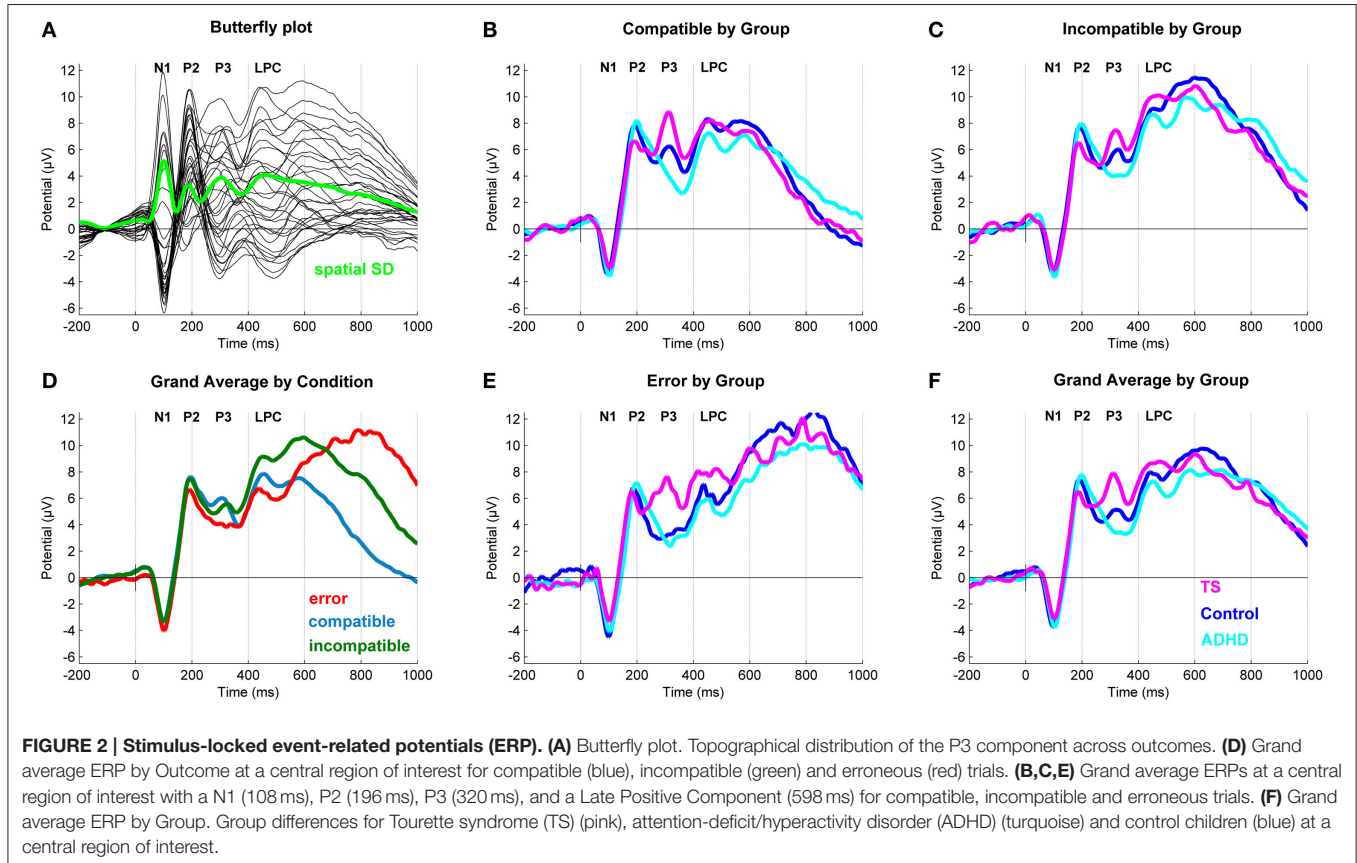 A
Butterfly plot
N1 P2 P3 LPC
12
10
8
6
4
2
0
-2
-4
-6
Potential (µV)
spatial SD
-200 0 200 400 600 800 1000
Time (ms)
B
Compatible by Group
N1 P2 P3 LPC
12
10
8
6
4
2
0
-2
-4
-6
Potential (µV)
-200 0 200 400 600 800 1000
Time (ms)
C
Incompatible by Group
N1 P2 P3 LPC
12
10
8
6
4
2
0
-2
-4
-6
Potential (µV)
-200 0 200 400 600 800 1000
Time (ms)
D
Grand Average by Condition
N1 P2 P3 LPC
12
10
8
6
4
2
0
-2
-4
-6
Potential (µV)
error
compatible
incompatible
-200 0 200 400 600 800 1000
Time (ms)
E
Error by Group
N1 P2 P3 LPC
12
10
8
6
4
2
0
-2
-4
-6
Potential (µV)
-200 0 200 400 600 800 1000
Time (ms)
F
Grand Average by Group
N1 P2 P3 LPC
12
10
8
6
4
2
0
-2
-4
-6
Potential (µV)
TS
Control
ADHD
-200 0 200 400 600 800 1000
Time (ms)
FIGURE 2 | Stimulus-locked event-related potentials (ERP). (A) Butterfly plot. Topographical distribution of the P3 component across outcomes. (D) Grand
average ERP by Outcome at a central region of interest for compatible (blue), incompatible (green) and erroneous (red) trials. (B,C,E) Grand average ERPs at a central
region of interest with a N1 (108 ms), P2 (196 ms), P3 (320 ms), and a Late Positive Component (598 ms) for compatible, incompatible and erroneous trials. (F) Grand
average ERP by Group. Group differences for Tourette syndrome (TS) (pink), attention-deficit/hyperactivity disorder (ADHD) (turquoise) and control children (blue) at a
central region of interest.